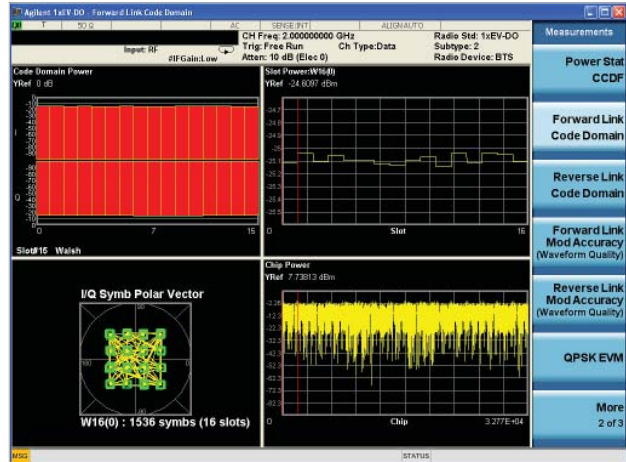 Agilent 1xEV-DO - Forward Link Code Domain
T 50 Ω AC SENSE:INT ALIGNAUTO
CH Freq: 2.000000000 GHz Radio Std: 1xEV-DO
Input: RF Trig: Free Run Ch Type:Data Subtype: 2
#IFGain:Low Atten: 10 dB (Elec 0) Radio Device: BTS
Measurements
Power Stat
CCDF
Forward Link
Code Domain
Reverse Link
Code Domain
Forward Link
Mod Accuracy
(Waveform Quality)
Reverse Link
Mod Accuracy
(Waveform Quality)
QPSK EVM
More
2 of 3
Code Domain Power
YRef 0 dB
I
Q
0 7 15
Slot#15 Walsh
Slot Power:W16(0)
YRef -24.6097 dBm
0 Slot 16
I/Q Symb Polar Vector
W16(0) : 1536 symbs (16 slots)
Chip Power
YRef 7.73813 dBm
-2.26
-12.3
0 Chip 3.277E+04
MSG STATUS